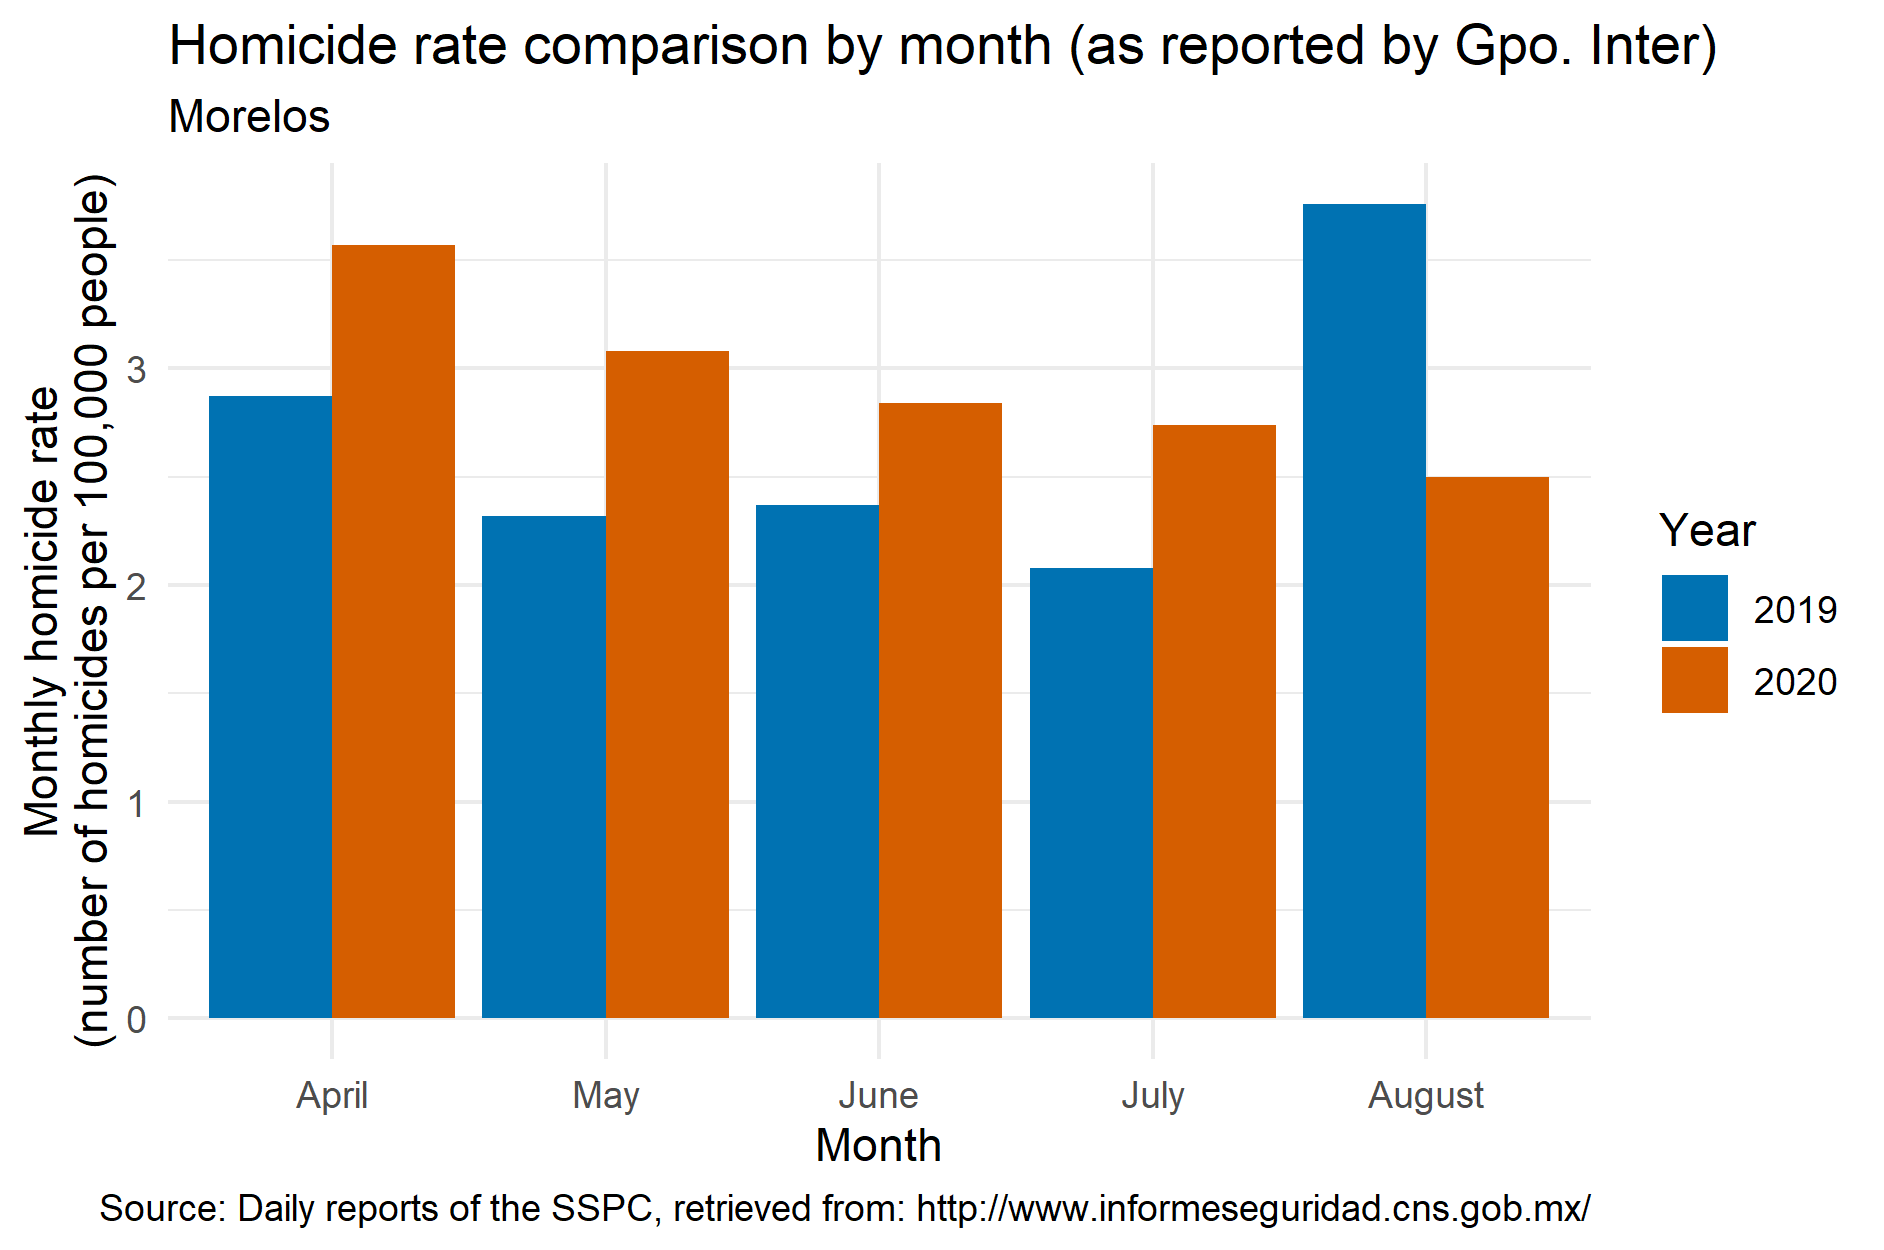 Homicide rate comparison by month (as reported by Gpo. Inter)
Morelos
Monthly homicide rate
(number of homicides per 100,000 people)
3
2
1
0
April
May
June
July
August
Month
Year
2019
2020
Source: Daily reports of the SSPC, retrieved from: http://www.informeseguridad.cns.gob.mx/